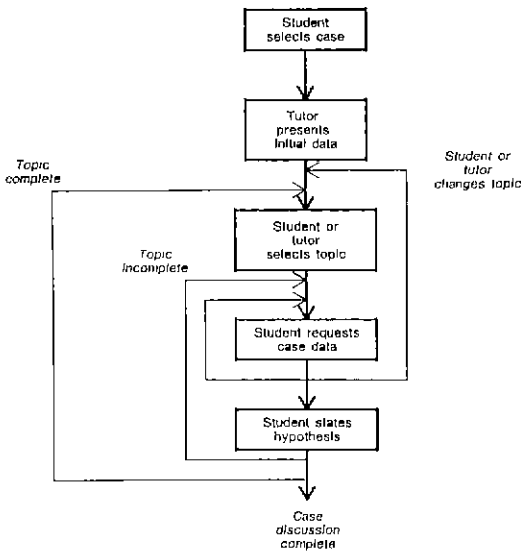 Student
selects case
Tutor
presents
initial data
Topic
complete
Student or
tutor
changes topic
Student or
tutor
selects topic
Topic
incomplete
Student requests
case data
Student states
hypothesis
Case
discussion
complete